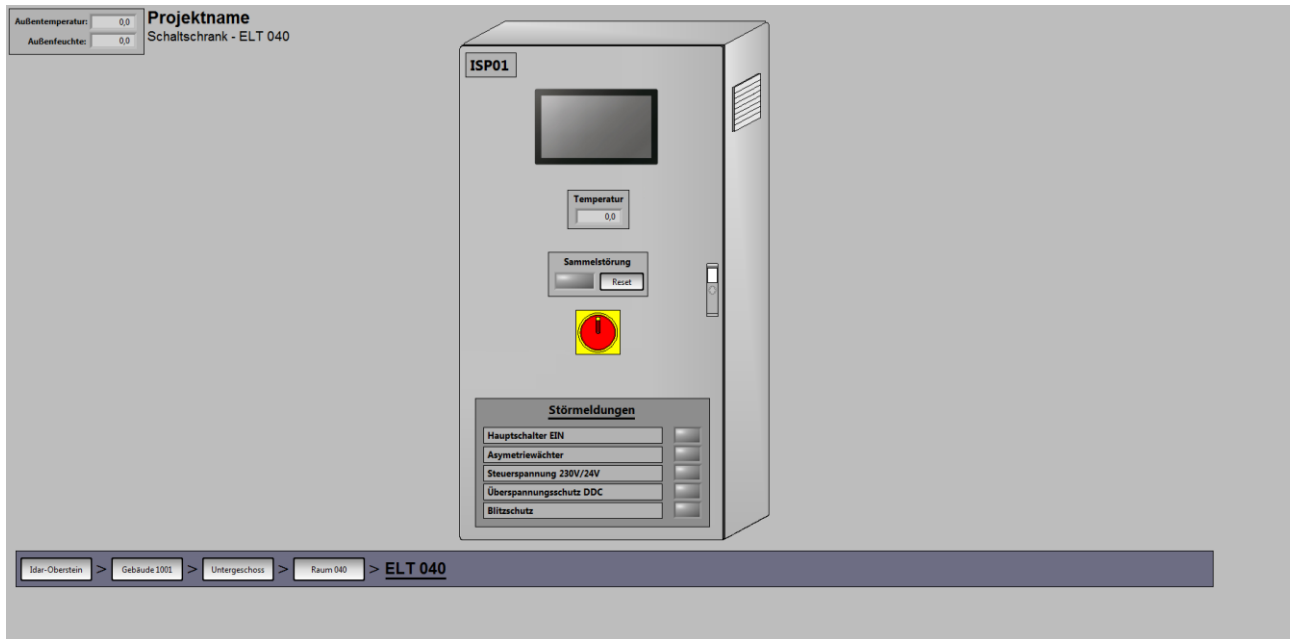 Außentemperatur: 0,0
Außenfeuchte: 0,0
Projektname
Schaltschrank - ELT 040
ISP01
Temperatur
0,0
Sammelstörung
Reset
Störmeldungen
Hauptschalter EIN
Asymetriewächter
Steuerspannung 230V/24V
Überspannungsschutz DDC
Blitzschutz
Idar-Oberstein > Gebäude 1001 > Untergeschoss > Raum 040 > ELT 040